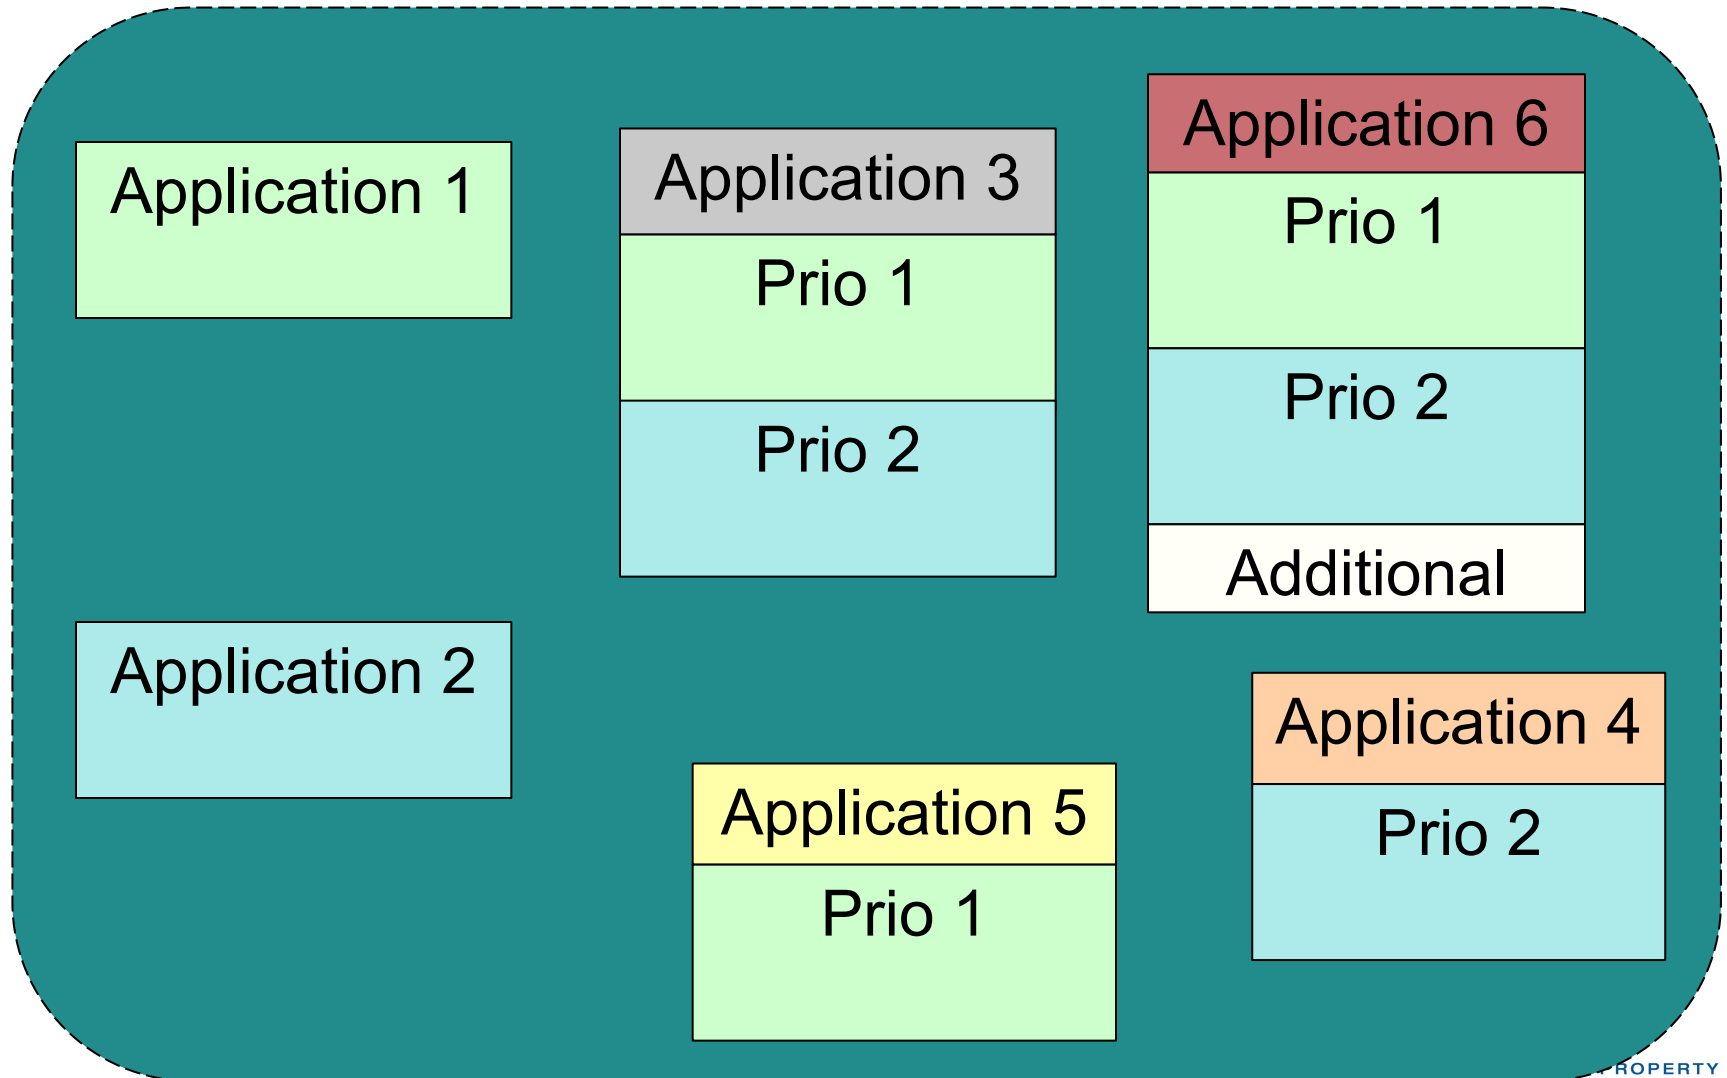 Application 1
Application 2
Application 3
Prio 1
Prio 2
Application 6
Prio 1
Prio 2
Additional
Application 5
Prio 1
Application 4
Prio 2